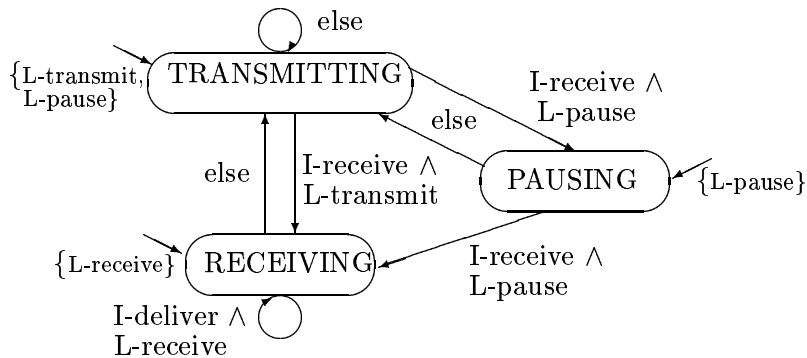 else
{L-transmit,
L-pause}
TRANSMITTING
I-receive ∧
L-pause
else
else
I-receive ∧
L-transmit
PAUSING
{L-pause}
{L-receive}
RECEIVING
I-receive ∧
L-pause
I-deliver ∧
L-receive